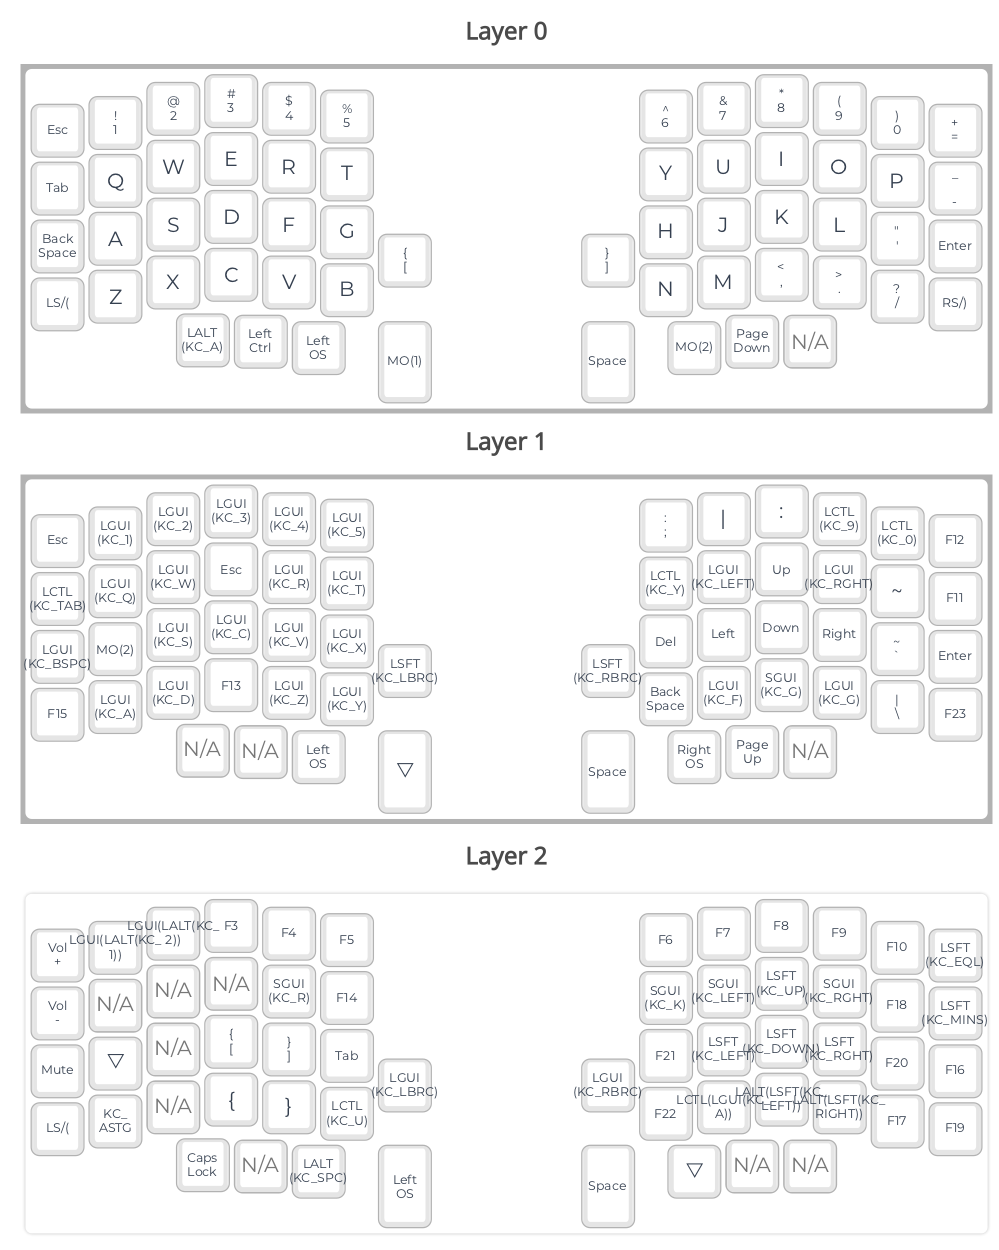 Layer 0
Esc
!
1
@
2
#
3
$
4
%
5
^
6
&
7
*
8
(
9
)
0
+
=
Tab
Q
W
E
R
T
Y
U
I
O
P
_
-
Back
Space
A
S
D
F
G
{
[
}
]
H
J
K
L
"
'
Enter
LS/(
Z
X
C
V
B
N
M
<
,
>
.
?
/
RS/)
LALT
(KC_A)
Left
Ctrl
Left
OS
MO(1)
Space
MO(2)
Page
Down
N/A
Layer 1
Esc
LGUI
(KC_1)
LGUI
(KC_2)
LGUI
(KC_3)
LGUI
(KC_4)
LGUI
(KC_5)
:
;
|
:
LCTL
(KC_9)
LCTL
(KC_0)
F12
LCTL
(KC_TAB)
LGUI
(KC_Q)
LGUI
(KC_W)
Esc
LGUI
(KC_R)
LGUI
(KC_T)
LCTL
(KC_Y)
LGUI
(KC_LEFT)
Up
LGUI
(KC_RGHT)
~
F11
LGUI
(KC_BSPC)
MO(2)
LGUI
(KC_S)
LGUI
(KC_C)
LGUI
(KC_V)
LGUI
(KC_X)
LSFT
(KC_LBRC)
LSFT
(KC_RBRC)
Del
Left
Down
Right
~
`
Enter
F15
LGUI
(KC_A)
LGUI
(KC_D)
F13
LGUI
(KC_Z)
LGUI
(KC_Y)
Back
Space
LGUI
(KC_F)
SGUI
(KC_G)
LGUI
(KC_G)
|
\
F23
N/A
N/A
Left
OS
▽
Space
Right
OS
Page
Up
N/A
Layer 2
Vol
+
LGUI(LALT(KC_
1))
LGUI(LALT(KC_
2))
F3
F4
F5
F6
F7
F8
F9
F10
LSFT
(KC_EQL)
Vol
-
N/A
N/A
N/A
SGUI
(KC_R)
F14
SGUI
(KC_K)
SGUI
(KC_LEFT)
LSFT
(KC_UP)
SGUI
(KC_RGHT)
F18
LSFT
(KC_MINS)
Mute
▽
N/A
{
[
}
]
Tab
LGUI
(KC_LBRC)
LGUI
(KC_RBRC)
F21
LSFT
(KC_LEFT)
LSFT
(KC_DOWN)
LSFT
(KC_RGHT)
F20
F16
LS/(
KC_
ASTG
N/A
{
}
LCTL
(KC_U)
F22
LCTL(LGUI(KC_
A))
LALT(LSFT(KC_
LEFT))
LALT(LSFT(KC_
RIGHT))
F17
F19
Caps
Lock
N/A
LALT
(KC_SPC)
Left
OS
Space
▽
N/A
N/A